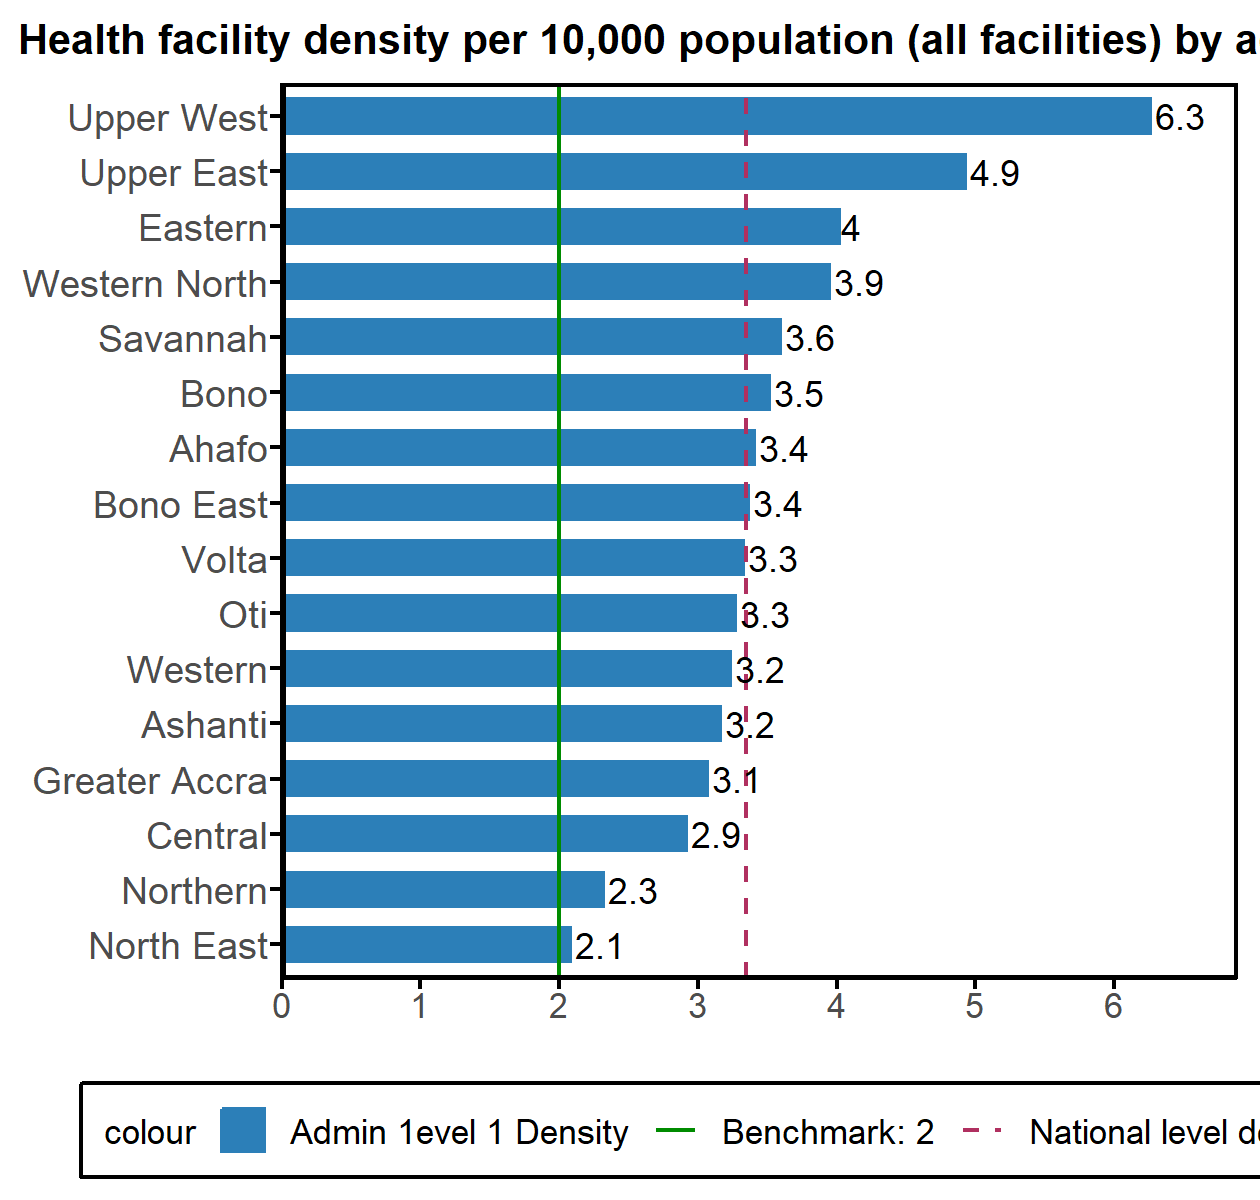 Health facility density per 10,000 population (all facilities) by a
Upper West 6.3
Upper East 4.9
Eastern 4
Western North 3.9
Savannah 3.6
Bono 3.5
Ahafo 3.4
Bono East 3.4
Volta 3.3
Oti 3.3
Western 3.2
Ashanti 3.2
Greater Accra 3.1
Central 2.9
Northern 2.3
North East 2.1
0 1 2 3 4 5 6
colour Admin 1evel 1 Density Benchmark: 2 National level